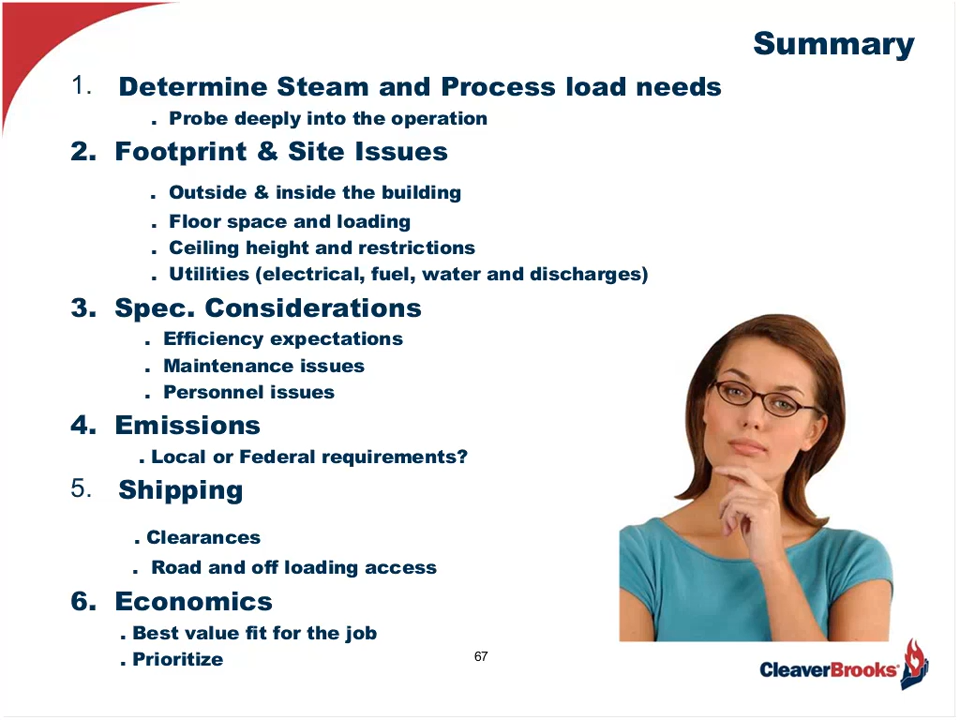 Summary
1. Determine Steam and Process load needs
. Probe deeply into the operation
2. Footprint & Site Issues
. Outside & inside the building
. Floor space and loading
. Ceiling height and restrictions
. Utilities (electrical, fuel, water and discharges)
3. Spec. Considerations
. Efficiency expectations
. Maintenance issues
. Personnel issues
4. Emissions
. Local or Federal requirements?
5. Shipping
. Clearances
. Road and off loading access
6. Economics
. Best value fit for the job
. Prioritize
67
CleaverBrooks